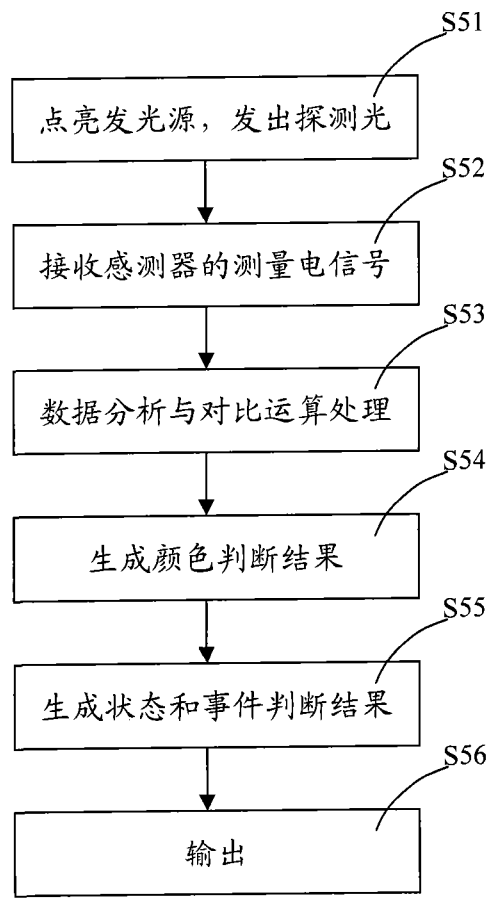 S51
点亮发光源，发出探测光
S52
接收感测器的测量电信号
S53
数据分析与对比运算处理
S54
生成颜色判断结果
S55
生成状态和事件判断结果
S56
输出